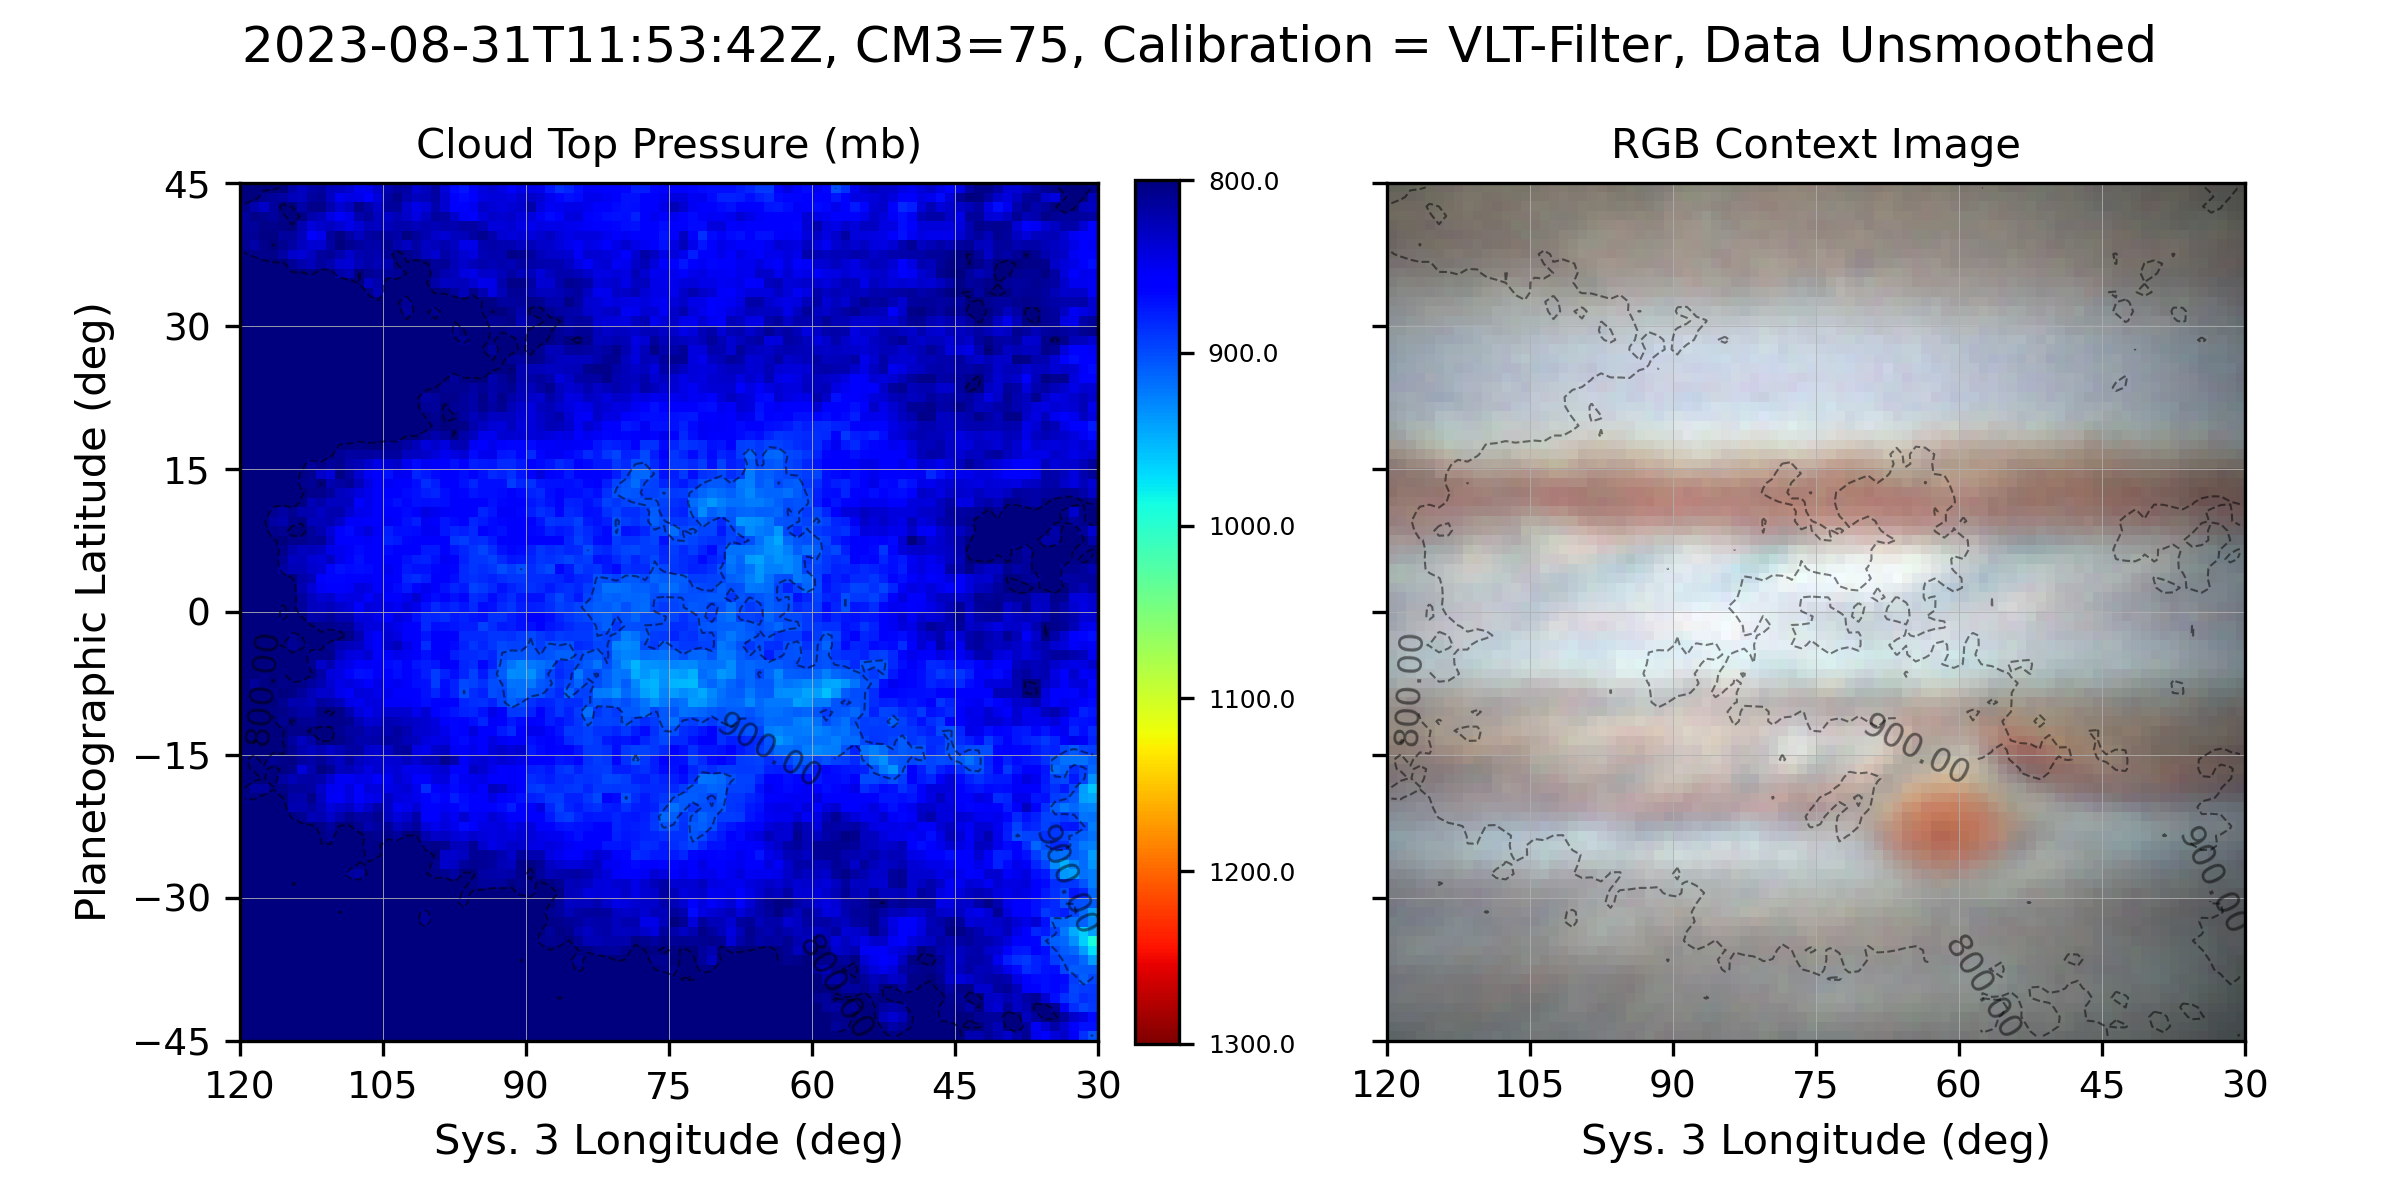 2023-08-31T11:53:42Z, CM3=75, Calibration = VLT-Filter, Data Unsmoothed
Cloud Top Pressure (mb)
Planetographic Latitude (deg)
45
30
15
0
−15
−30
−45
120 105 90 75 60 45 30
Sys. 3 Longitude (deg)
800.00
900.00
800.00
900.00
800.0
900.0
1000.0
1100.0
1200.0
1300.0
RGB Context Image
800.00
900.00
800.00
900.00
120 105 90 75 60 45 30
Sys. 3 Longitude (deg)